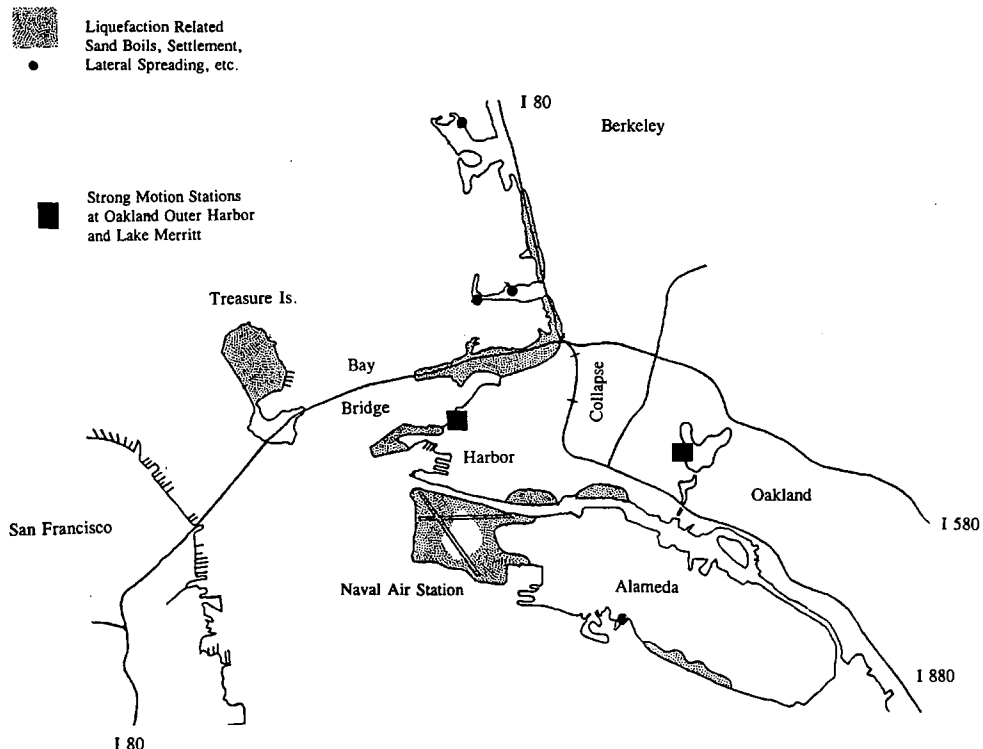 Liquefaction Related
Sand Boils, Settlement,
Lateral Spreading, etc.
I 80
Berkeley
Strong Motion Stations
at Oakland Outer Harbor
and Lake Merritt
Treasure Is.
Bay
Bridge
Collapse
Harbor
Oakland
San Francisco
I 580
Naval Air Station
Alameda
I 880
I 80